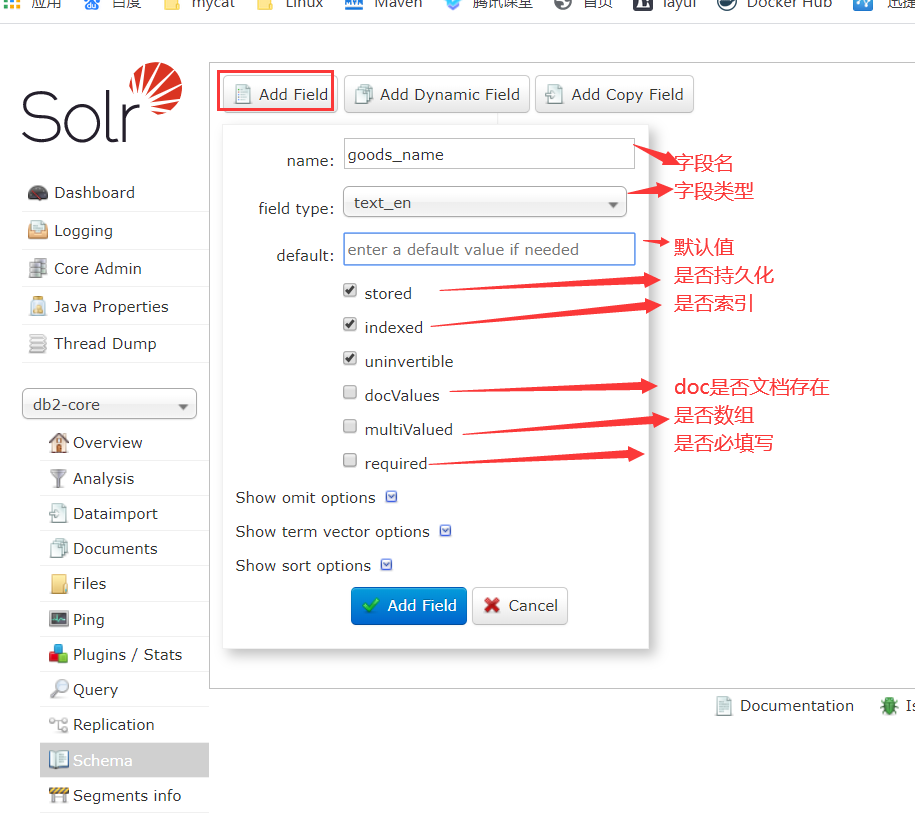 应用 百度 mycat Linux Maven 腾讯课堂 首页 layui Docker Hub 迅捷
Solr
Add Field Add Dynamic Field Add Copy Field
name: goods_name 字段名
field type: text_en 字段类型
default: enter a default value if needed 默认值
stored 是否持久化
indexed 是否索引
uninvertible
docValues doc是否文档存在
multiValued 是否数组
required 是否必填写
Show omit options
Show term vector options
Show sort options
Add Field Cancel
Dashboard
Logging
Core Admin
Java Properties
Thread Dump
db2-core
Overview
Analysis
Dataimport
Documents
Files
Ping
Plugins / Stats
Query
Replication
Schema
Segments info
Documentation Is